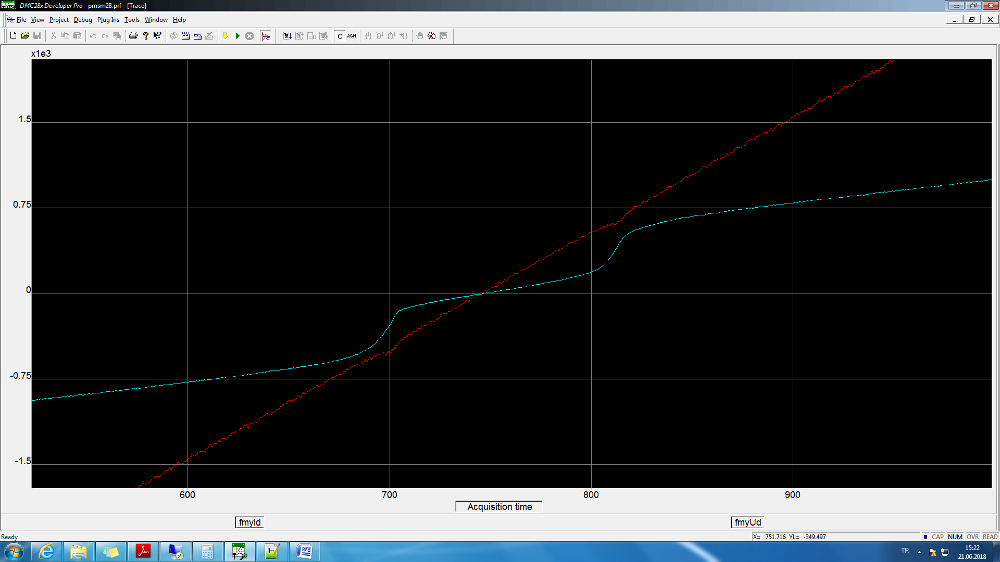 DMC28x Developer Pro - pmsm28.prf - [Trace]
File View Project Debug Plug Ins Tools Window Help
C ASM
x1e3
1.5
0.75
0
-0.75
-1.5
600 700 800 900
Acquisition time
fmyId fmyUd
Ready X= 751.716 YL= -349.497 CAP NUM OVR READ
TR 15:22
21.06.2018